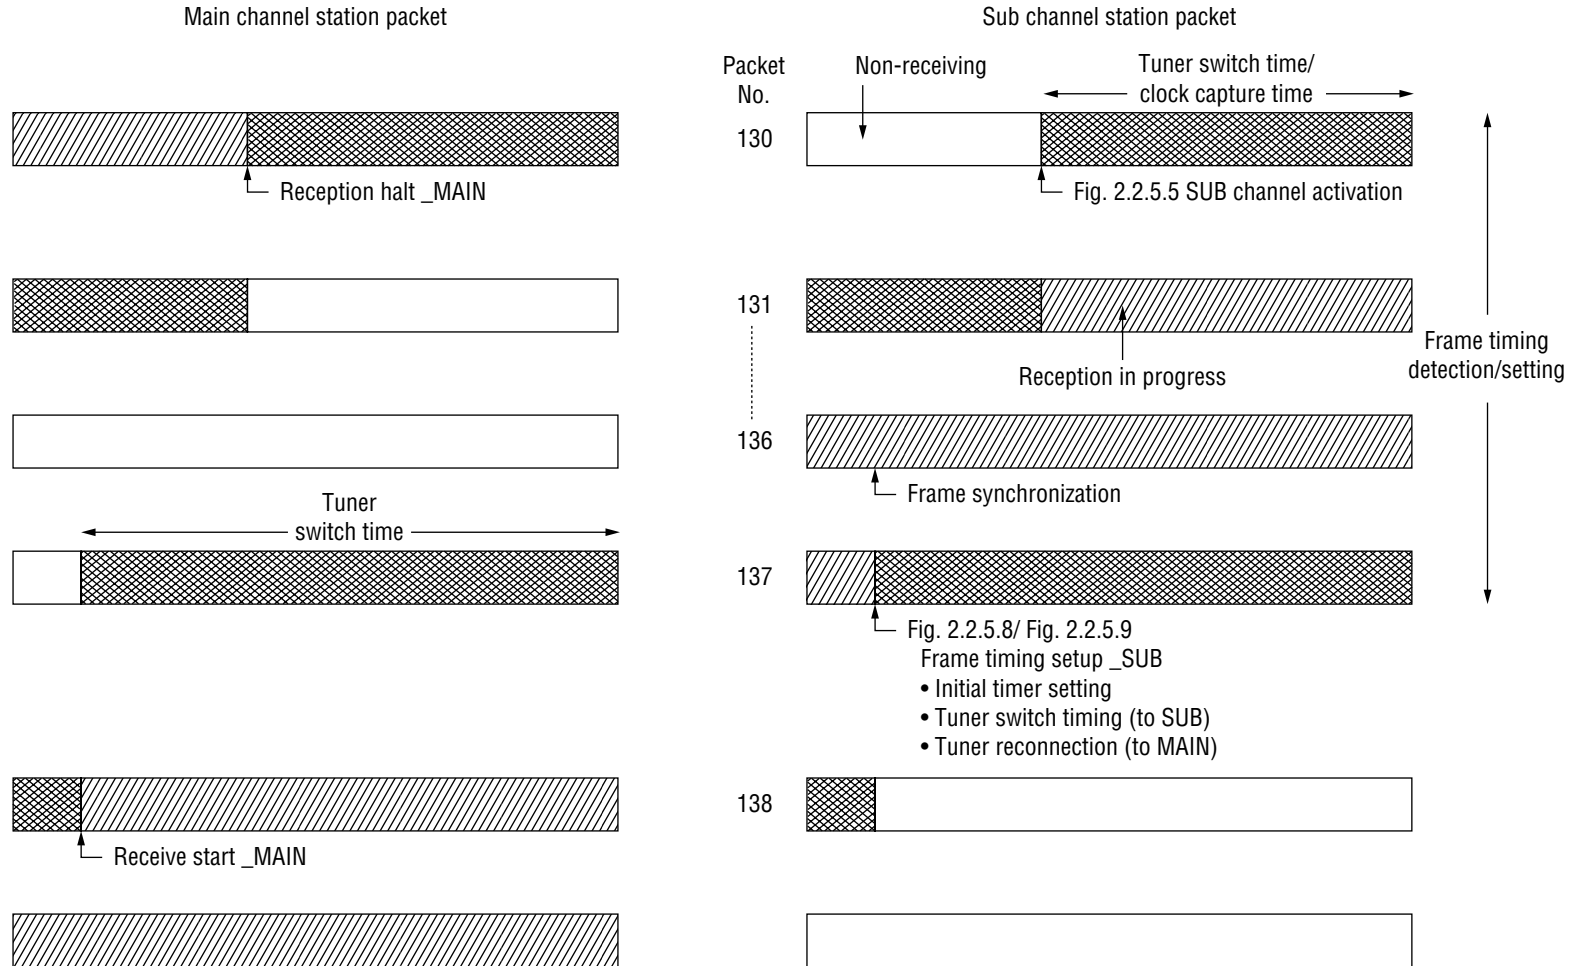 Main channel station packet
Sub channel station packet
Packet
No.
Non-receiving
Tuner switch time/
clock capture time
130
Reception halt _MAIN
Fig. 2.2.5.5 SUB channel activation
131
Reception in progress
Frame timing
detection/setting
136
Frame synchronization
Tuner
switch time
137
Fig. 2.2.5.8/ Fig. 2.2.5.9
Frame timing setup _SUB
• Initial timer setting
• Tuner switch timing (to SUB)
• Tuner reconnection (to MAIN)
138
Receive start _MAIN